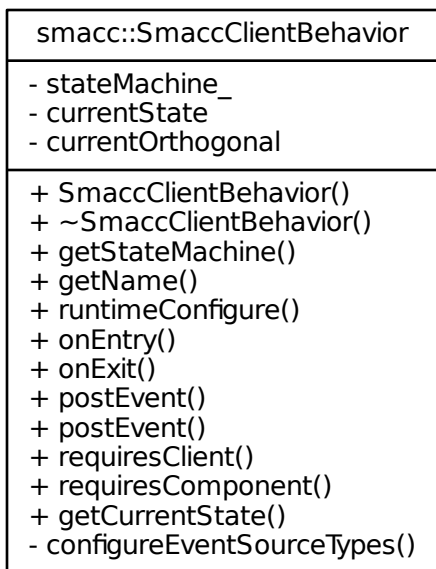 smacc::SmaccClientBehavior
- stateMachine_
- currentState
- currentOrthogonal
+ SmaccClientBehavior()
+ ~SmaccClientBehavior()
+ getStateMachine()
+ getName()
+ runtimeConfigure()
+ onEntry()
+ onExit()
+ postEvent()
+ postEvent()
+ requiresClient()
+ requiresComponent()
+ getCurrentState()
- configureEventSourceTypes()